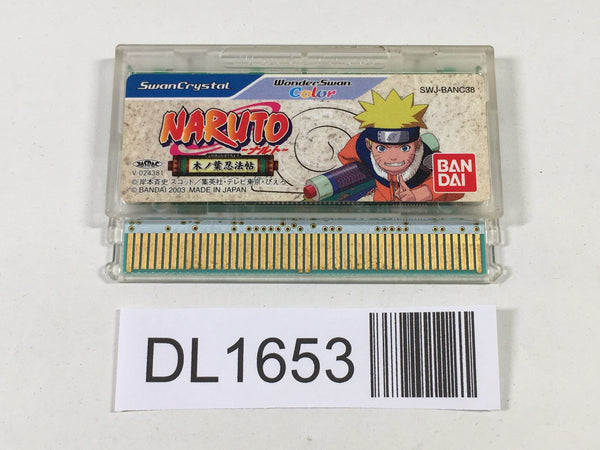 SwanCrystal
WonderSwan
Color
SWJ-BANC38
NARUTO
-ナルト-
木ノ葉忍法帖
V 024381
© 岸本斉史 スコット／集英社・テレビ東京・ぴえろ
© BANDAI 2003 MADE IN JAPAN
BAN
DAI
DL1653